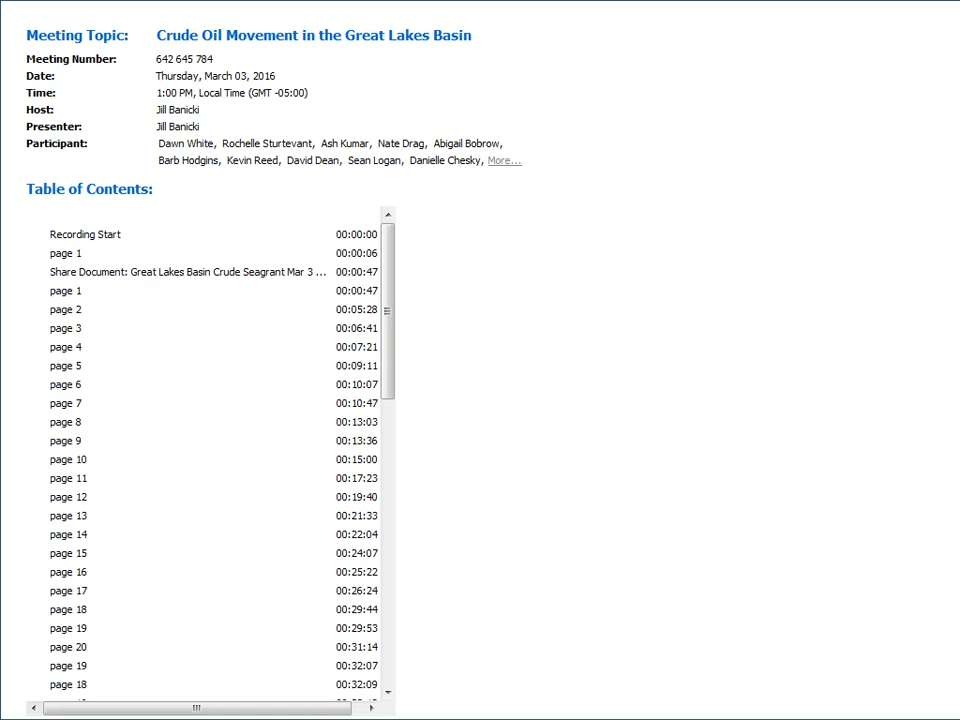 Meeting Topic: Crude Oil Movement in the Great Lakes Basin
Meeting Number: 642 645 784
Date: Thursday, March 03, 2016
Time: 1:00 PM, Local Time (GMT -05:00)
Host: Jill Banicki
Presenter: Jill Banicki
Participant: Dawn White, Rochelle Sturtevant, Ash Kumar, Nate Drag, Abigail Bobrow,
Barb Hodgins, Kevin Reed, David Dean, Sean Logan, Danielle Chesky, More...
Table of Contents:
Recording Start 00:00:00
page 1 00:00:06
Share Document: Great Lakes Basin Crude Seagrant Mar 3 ... 00:00:47
page 1 00:00:47
page 2 00:05:28
page 3 00:06:41
page 4 00:07:21
page 5 00:09:11
page 6 00:10:07
page 7 00:10:47
page 8 00:13:03
page 9 00:13:36
page 10 00:15:00
page 11 00:17:23
page 12 00:19:40
page 13 00:21:33
page 14 00:22:04
page 15 00:24:07
page 16 00:25:22
page 17 00:26:24
page 18 00:29:44
page 19 00:29:53
page 20 00:31:14
page 19 00:32:07
page 18 00:32:09